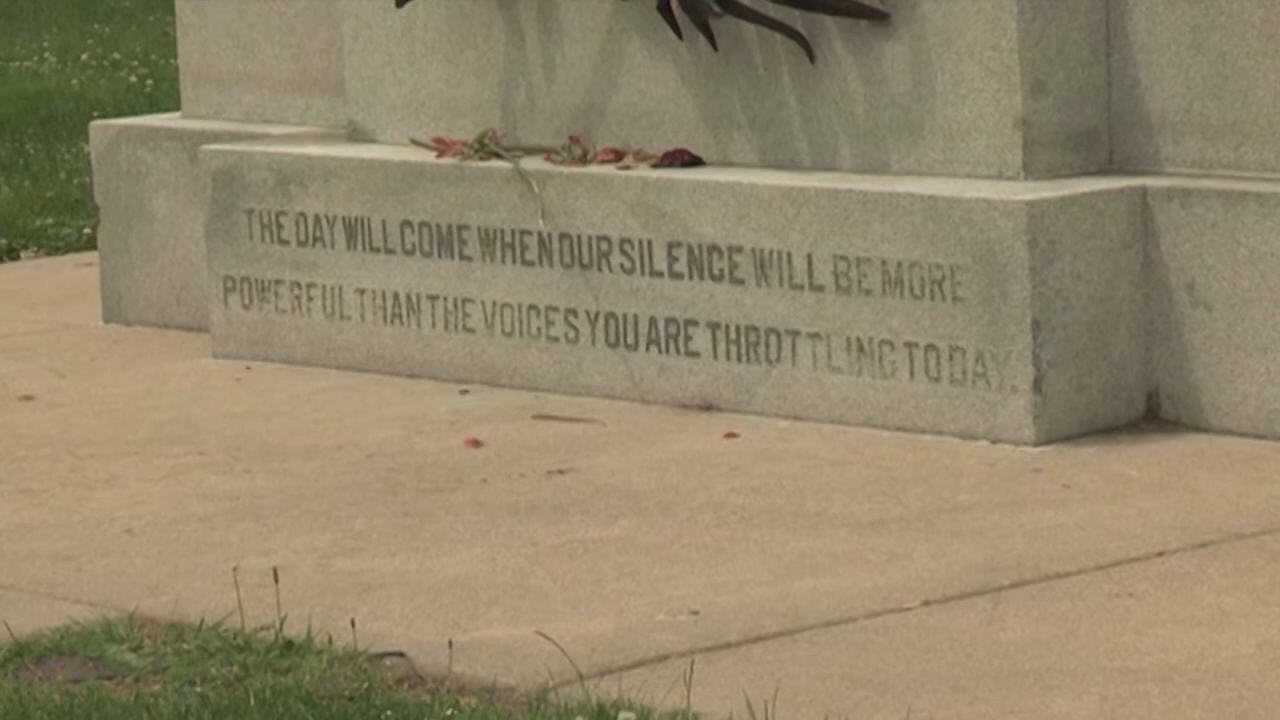 THE DAY WILL COME WHEN OUR SILENCE WILL BE MORE
POWERFUL THAN THE VOICES YOU ARE THROTTLING TODAY.